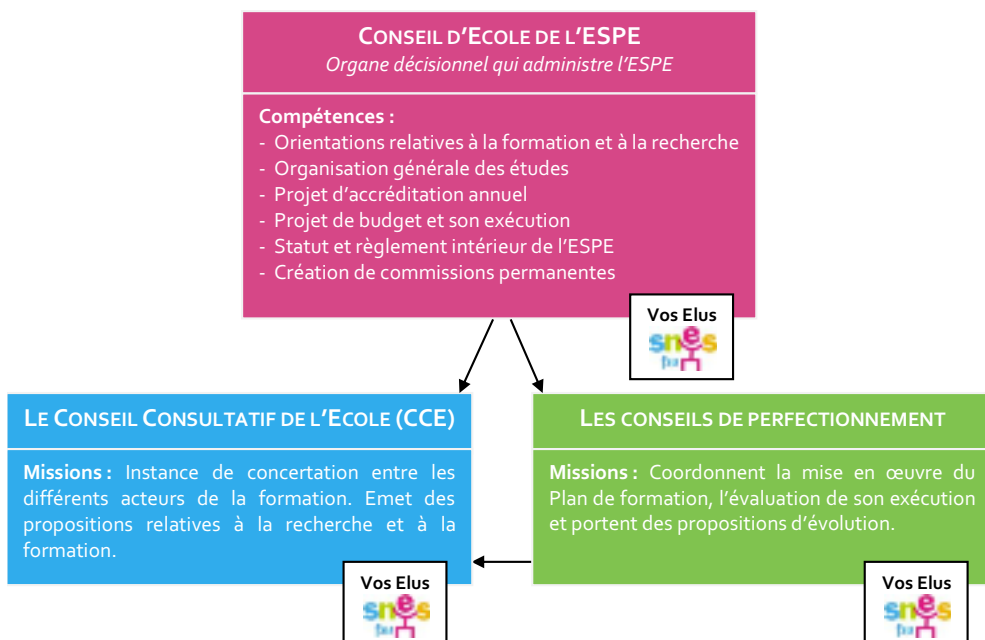 CONSEIL D'ECOLE DE L'ESPE
Organe décisionnel qui administre l'ESPE
Compétences :
- Orientations relatives à la formation et à la recherche
- Organisation générale des études
- Projet d'accréditation annuel
- Projet de budget et son exécution
- Statut et règlement intérieur de l'ESPE
- Création de commissions permanentes
Vos Elus
snes
fsu
LE CONSEIL CONSULTATIF DE L'ECOLE (CCE)
Missions : Instance de concertation entre les
différents acteurs de la formation. Emet des
propositions relatives à la recherche et à la
formation.
Vos Elus
snes
fsu
LES CONSEILS DE PERFECTIONNEMENT
Missions : Coordonnent la mise en œuvre du
Plan de formation, l'évaluation de son exécution
et portent des propositions d'évolution.
Vos Elus
snes
fsu